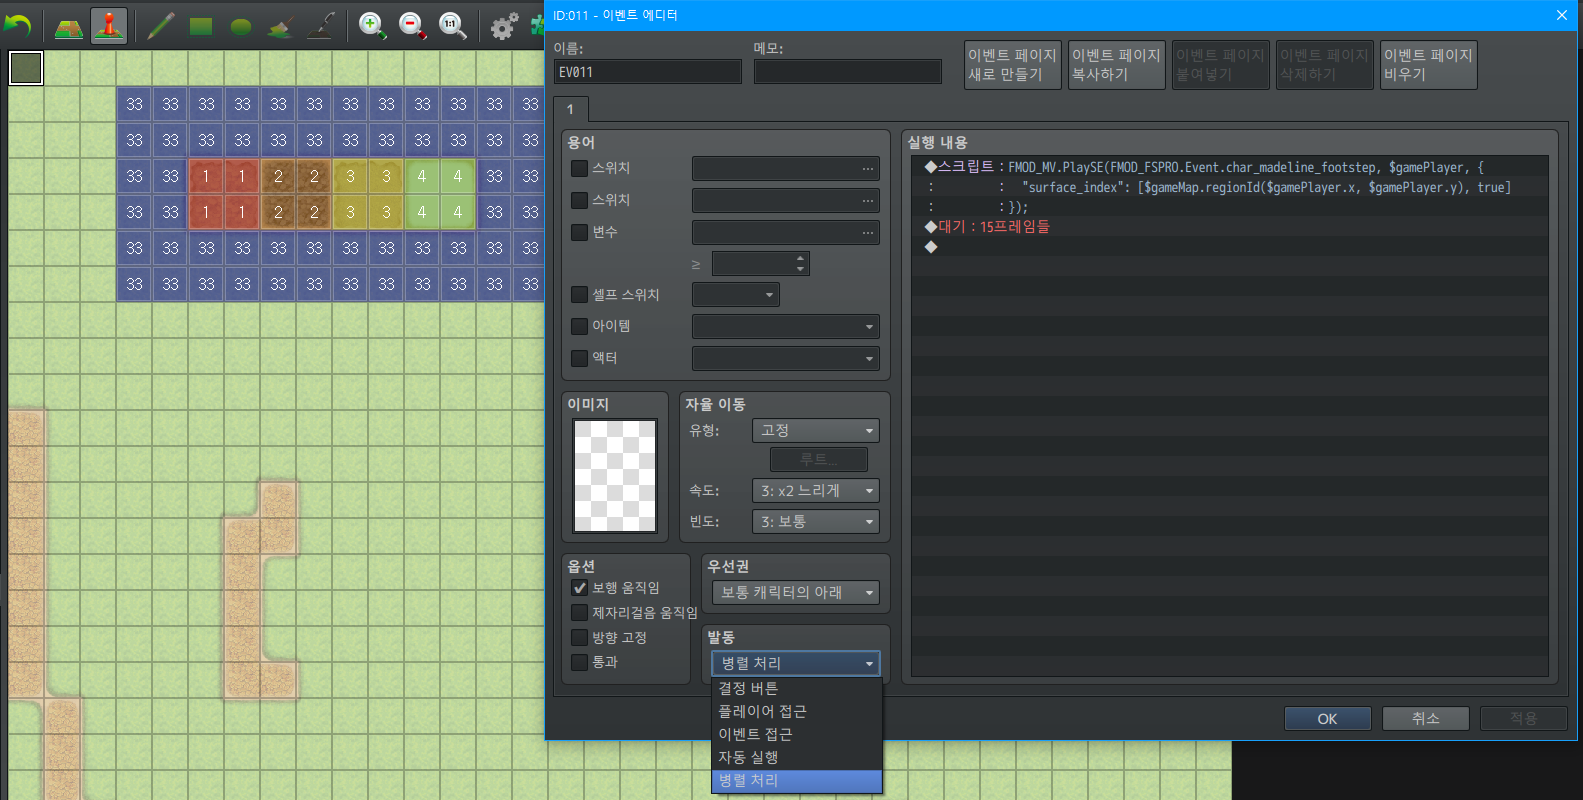 ID:011 - 이벤트 에디터
1:1
이름:
메모:
EV011
이벤트 페이지
새로 만들기
이벤트 페이지
복사하기
이벤트 페이지
붙여넣기
이벤트 페이지
삭제하기
이벤트 페이지
비우기
1
33 33 33 33 33 33 33 33 33 33 33 33
33 33 33 33 33 33 33 33 33 33 33 33
33 33 1 1 2 2 3 3 4 4 33 33
33 33 1 1 2 2 3 3 4 4 33 33
33 33 33 33 33 33 33 33 33 33 33 33
33 33 33 33 33 33 33 33 33 33 33 33
용어
스위치 ...
스위치 ...
변수 ...
≥
셀프 스위치
아이템
액터
이미지
자율 이동
유형: 고정
루트...
속도: 3: x2 느리게
빈도: 3: 보통
옵션
보행 움직임
제자리걸음 움직임
방향 고정
통과
우선권
보통 캐릭터의 아래
발동
병렬 처리
결정 버튼
플레이어 접근
이벤트 접근
자동 실행
병렬 처리
실행 내용
◆스크립트 : FMOD_MV.PlaySE(FMOD_FSPRO.Event.char_madeline_footstep, $gamePlayer, {
: : "surface_index": [$gameMap.regionId($gamePlayer.x, $gamePlayer.y), true]
: : });
◆대기 : 15프레임들
◆
OK
취소
적용